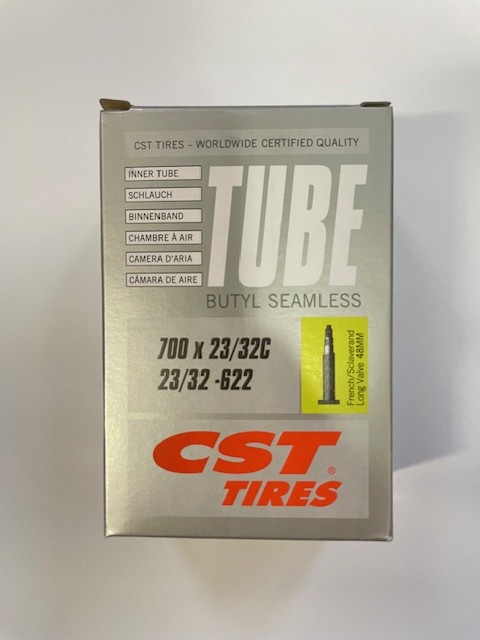 CST TIRES – WORLDWIDE CERTIFIED QUALITY
INNER TUBE
SCHLAUCH
BINNENBAND
CHAMBRE À AIR
CAMERA D'ARIA
CÁMARA DE AIRE
TUBE
BUTYL SEAMLESS
700 x 23/32C
23/32 -622
French/Sclaverand
Long Valve 48MM
CST®
TIRES